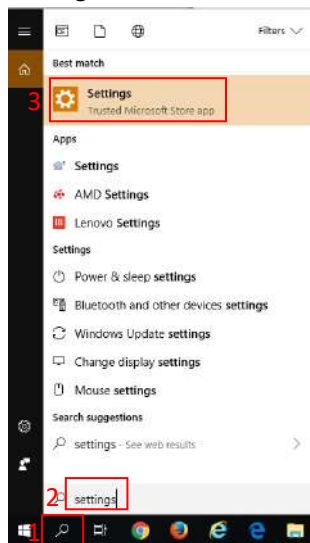 Filters
Best match
3
Settings
Trusted Microsoft Store app
Apps
Settings
AMD Settings
Lenovo Settings
Settings
Power & sleep settings
Bluetooth and other devices settings
Windows Update settings
Change display settings
Mouse settings
Search suggestions
settings - See web results
2 settings
1